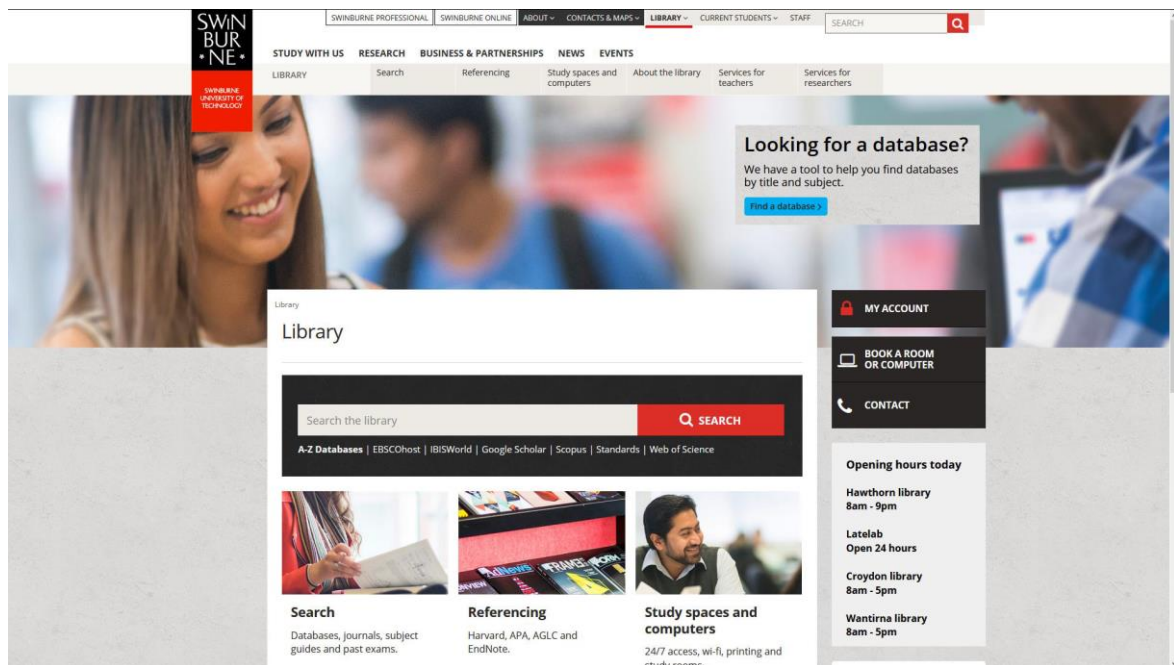 SWINBURNE PROFESSIONAL
SWINBURNE ONLINE
ABOUT
CONTACTS & MAPS
LIBRARY
CURRENT STUDENTS
STAFF
SEARCH
SWIN
BUR
* NE *
SWINBURNE
UNIVERSITY OF
TECHNOLOGY
STUDY WITH US
RESEARCH
BUSINESS & PARTNERSHIPS
NEWS
EVENTS
LIBRARY
Search
Referencing
Study spaces and
computers
About the library
Services for
teachers
Services for
researchers
Looking for a database?
We have a tool to help you find databases
by title and subject.
Find a database >
Library
Library
Search the library
SEARCH
A-Z Databases | EBSCOhost | IBISWorld | Google Scholar | Scopus | Standards | Web of Science
MY ACCOUNT
BOOK A ROOM
OR COMPUTER
CONTACT
Opening hours today
Hawthorn library
8am - 9pm
Latelab
Open 24 hours
Croydon library
8am - 5pm
Wantirna library
8am - 5pm
AdNews
FRAME
Search
Databases, journals, subject
guides and past exams.
Referencing
Harvard, APA, AGLC and
EndNote.
Study spaces and
computers
24/7 access, wi-fi, printing and
study rooms